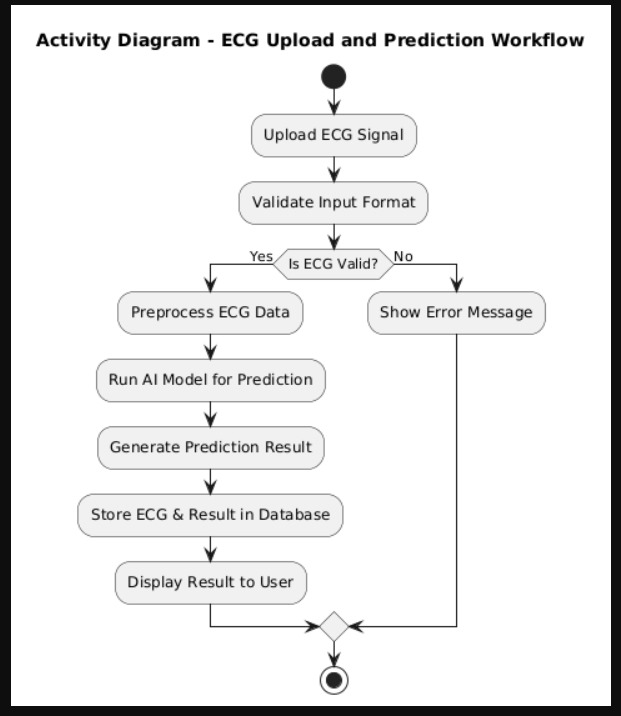 Activity Diagram - ECG Upload and Prediction Workflow
Upload ECG Signal
Validate Input Format
Is ECG Valid?
Yes
No
Preprocess ECG Data
Show Error Message
Run AI Model for Prediction
Generate Prediction Result
Store ECG & Result in Database
Display Result to User